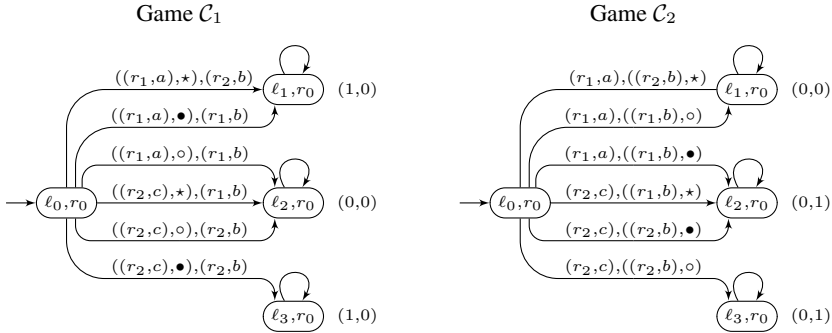 Game 𝒞₁
((r₁,a),⋆),(r₂,b)
ℓ₁,r₀ (1,0)
((r₁,a),●),(r₁,b)
((r₁,a),○),(r₁,b)
ℓ₀,r₀ ((r₂,c),⋆),(r₁,b) ℓ₂,r₀ (0,0)
((r₂,c),○),(r₂,b)
((r₂,c),●),(r₂,b)
ℓ₃,r₀ (1,0)
Game 𝒞₂
(r₁,a),((r₂,b),⋆)
ℓ₁,r₀ (0,0)
(r₁,a),((r₁,b),○)
(r₁,a),((r₁,b),●)
ℓ₀,r₀ (r₂,c),((r₁,b),⋆) ℓ₂,r₀ (0,1)
(r₂,c),((r₂,b),●)
(r₂,c),((r₂,b),○)
ℓ₃,r₀ (0,1)